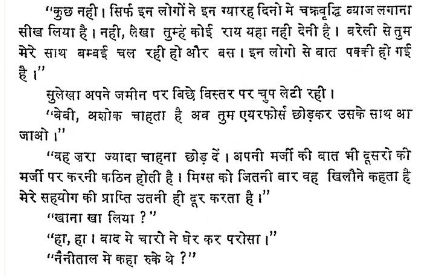 “कुछ नही। सिर्फ इन लोगों ने इन ग्यारह दिनो मे चक्रवृद्धि ब्याज लगाना
सीख लिया है। नही, लेखा तुम्हे कोई राय यहा नही देनी है। बरेली से तुम
मेरे साथ बम्बई चल रही हो और बस। इन लोगो से बात पक्की हो गई
है।”
सुलेखा अपने जमीन पर बिछे बिस्तर पर चुप लेटी रही।
“बेबी, अशोक चाहता है अब तुम एयरफोर्स छोड़कर उसके साथ आ
जाओ।”
“वह ज़रा ज्यादा चाहना छोड़ दे। अपनी मर्जी की बात भी दूसरो की
मर्जी पर करनी कठिन होती है। मिग्स को जितनी बार वह खिलौने कहता है
मेरे सहयोग की प्राप्ति उतनी ही दूर करता है।”
“खाना खा लिया ?”
“हा, हा। बाद मे चारो ने घेर कर परोसा।”
“नैनीताल मे कहा रुके थे ?”